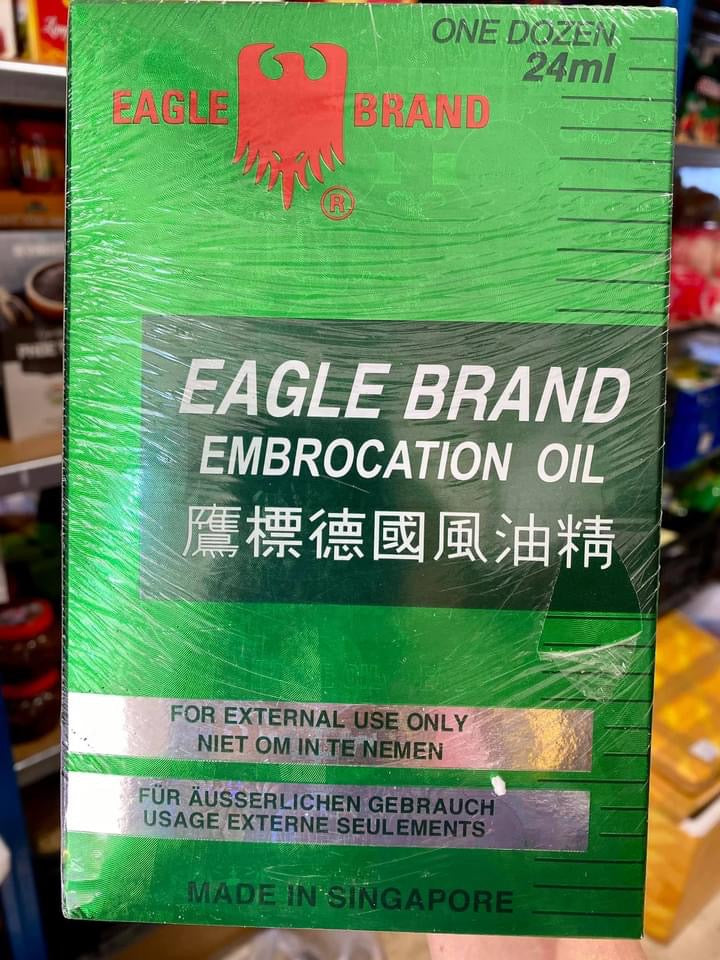 ONE DOZEN
24ml
EAGLE BRAND
®
EAGLE BRAND
EMBROCATION OIL
鷹標德國風油精
FOR EXTERNAL USE ONLY
NIET OM IN TE NEMEN
FÜR ÄUSSERLICHEN GEBRAUCH
USAGE EXTERNE SEULEMENTS
MADE IN SINGAPORE